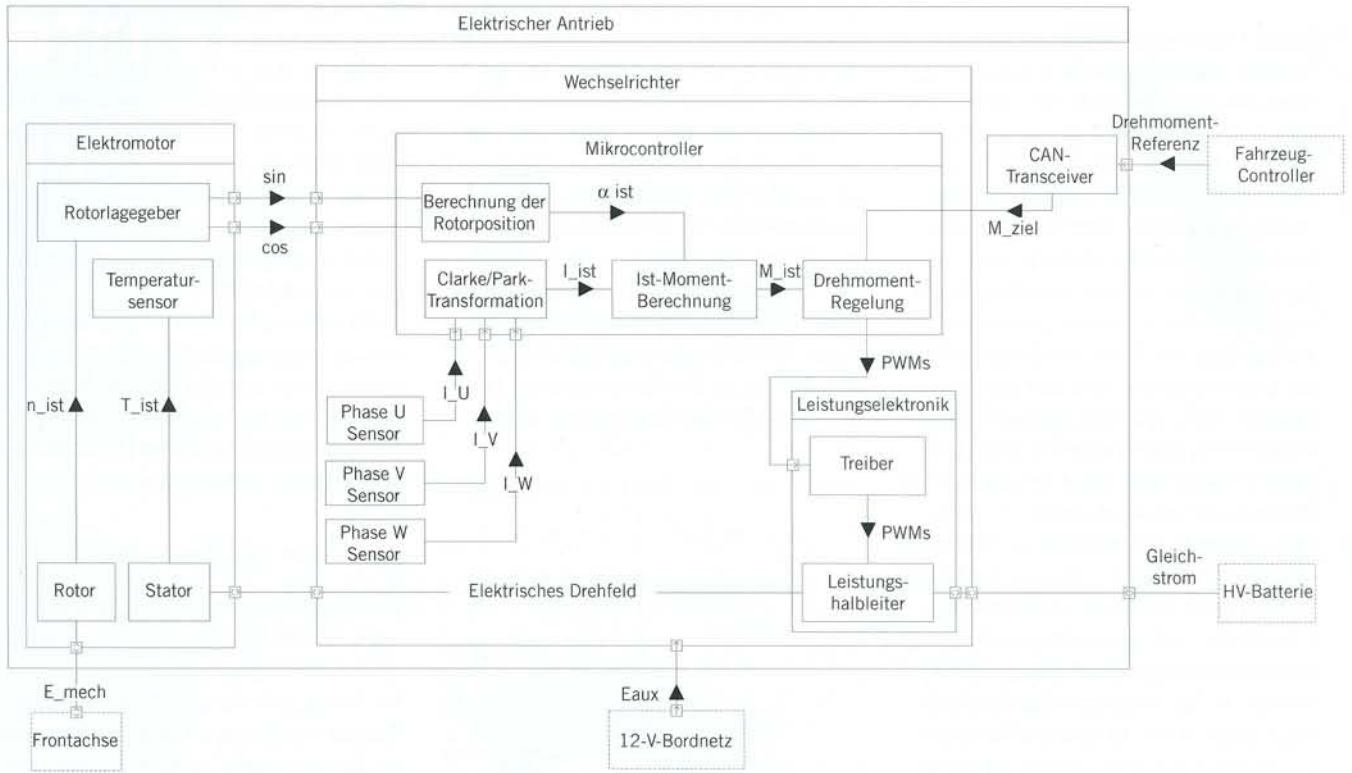 Elektrischer Antrieb
Wechselrichter
Elektromotor
Mikrocontroller
Drehmoment-
Referenz
CAN-
Transceiver
Fahrzeug-
Controller
sin
cos
Rotorlagegeber
Berechnung der
Rotorposition
α ist
M_ziel
Temperatur-
sensor
Clarke/Park-
Transformation
I_ist
Ist-Moment-
Berechnung
M_ist
Drehmoment-
Regelung
PWMs
n_ist
T_ist
Phase U
Sensor
I_U
Phase V
Sensor
I_V
Phase W
Sensor
I_W
Leistungselektronik
Treiber
PWMs
Rotor
Stator
Elektrisches Drehfeld
Leistungs-
halbleiter
Gleich-
strom
HV-Batterie
E_mech
Frontachse
Eaux
12-V-Bordnetz